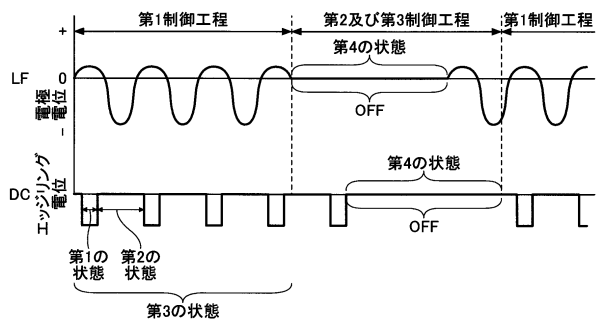 第1制御工程
第2及び第3制御工程
第1制御工程
+
第4の状態
LF
0
電極電位
−
OFF
第4の状態
DC
エッジリング電位
OFF
第1の状態
第2の状態
第3の状態